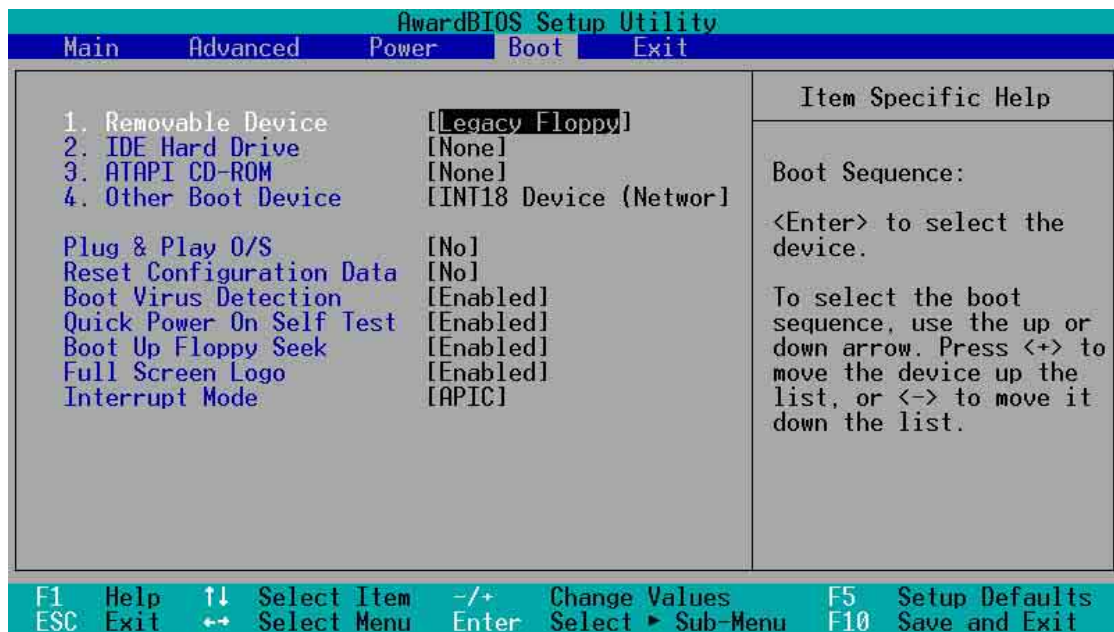 AwardBIOS Setup Utility
Main Advanced Power Boot Exit
1. Removable Device [Legacy Floppy]
2. IDE Hard Drive [None]
3. ATAPI CD-ROM [None]
4. Other Boot Device [INT18 Device (Networ]
Plug & Play O/S [No]
Reset Configuration Data [No]
Boot Virus Detection [Enabled]
Quick Power On Self Test [Enabled]
Boot Up Floppy Seek [Enabled]
Full Screen Logo [Enabled]
Interrupt Mode [APIC]
Item Specific Help
Boot Sequence:
<Enter> to select the
device.
To select the boot
sequence, use the up or
down arrow. Press <+> to
move the device up the
list, or <-> to move it
down the list.
F1 Help ↑↓ Select Item -/+ Change Values F5 Setup Defaults
ESC Exit ←→ Select Menu Enter Select ► Sub-Menu F10 Save and Exit